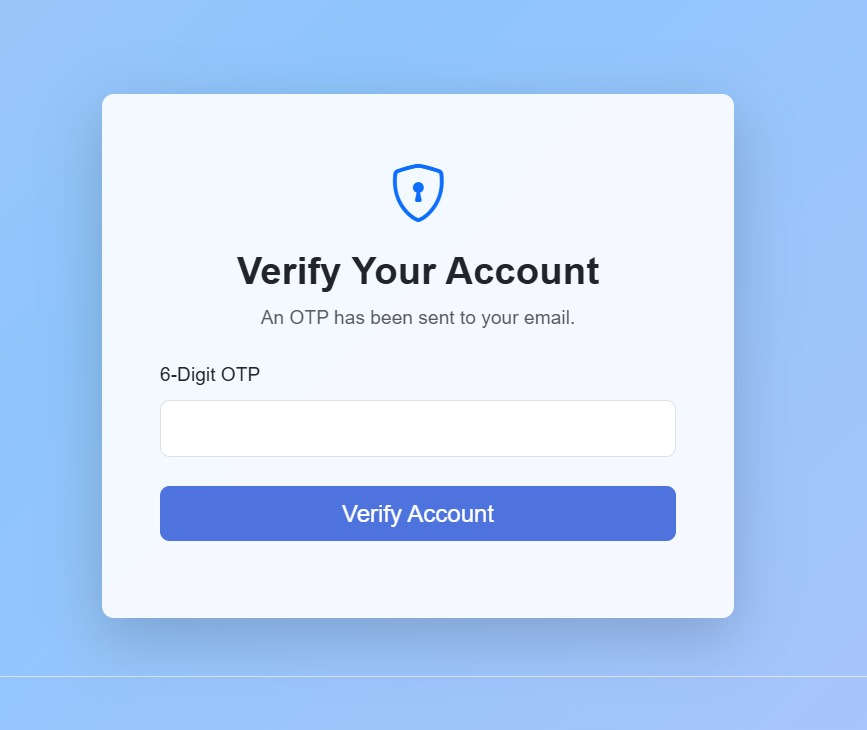 Verify Your Account
An OTP has been sent to your email.
6-Digit OTP
Verify Account